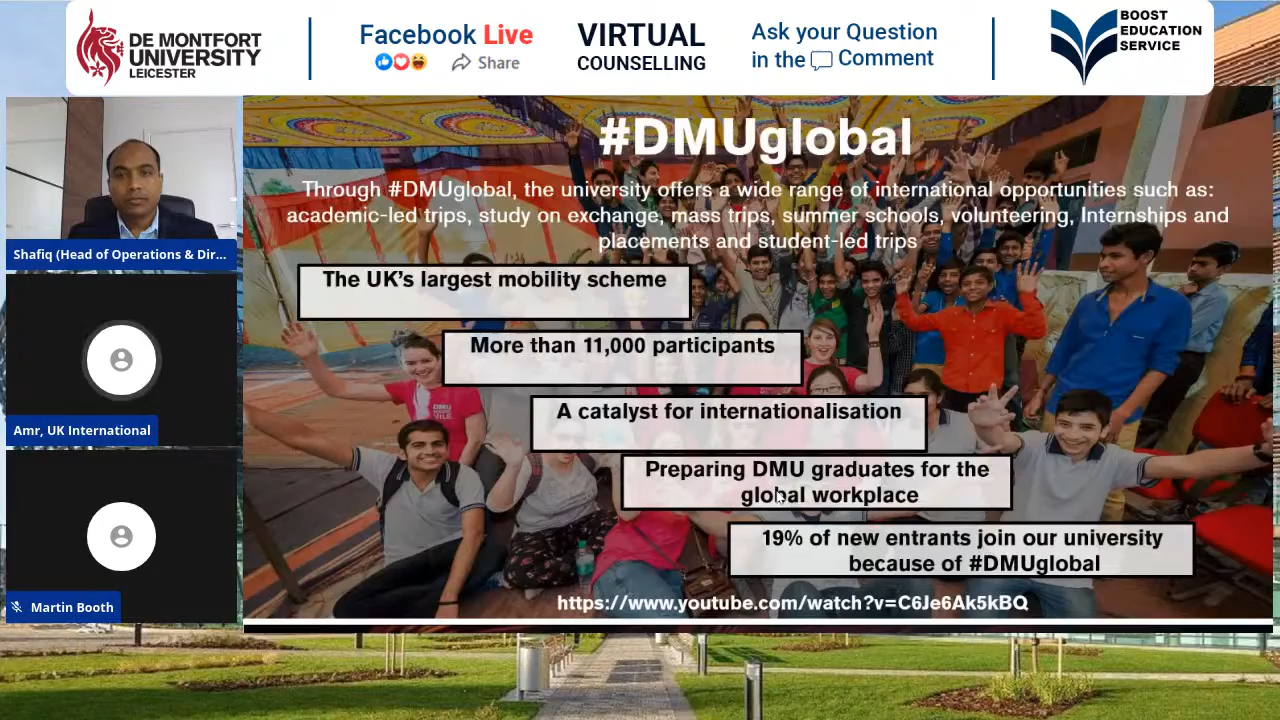 DE MONTFORT
UNIVERSITY
LEICESTER
Facebook Live
Share
VIRTUAL
COUNSELLING
Ask your Question
in the Comment
BOOST
EDUCATION
SERVICE
Shafiq (Head of Operations & Dir...
Amr, UK International
Martin Booth
#DMUglobal
Through #DMUglobal, the university offers a wide range of international opportunities such as:
academic-led trips, study on exchange, mass trips, summer schools, volunteering, Internships and
placements and student-led trips
The UK's largest mobility scheme
More than 11,000 participants
A catalyst for internationalisation
Preparing DMU graduates for the
global workplace
19% of new entrants join our university
because of #DMUglobal
https://www.youtube.com/watch?v=C6Je6Ak5kBQ
DMU